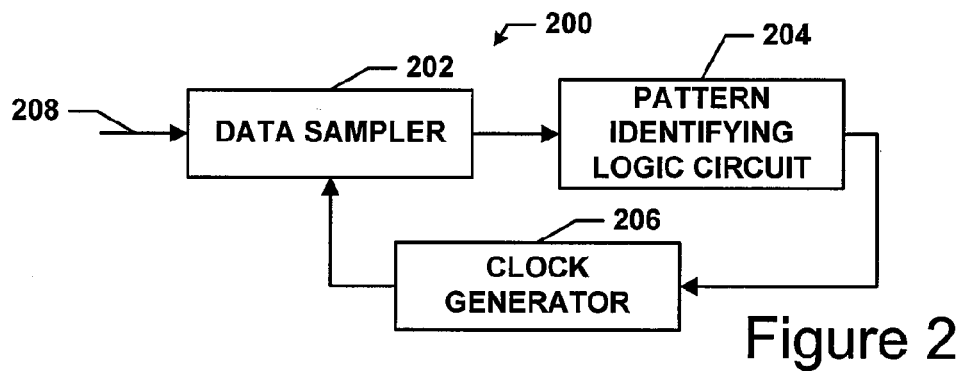 200
202
204
208
DATA SAMPLER
PATTERN
IDENTIFYING
LOGIC CIRCUIT
206
CLOCK
GENERATOR
Figure 2